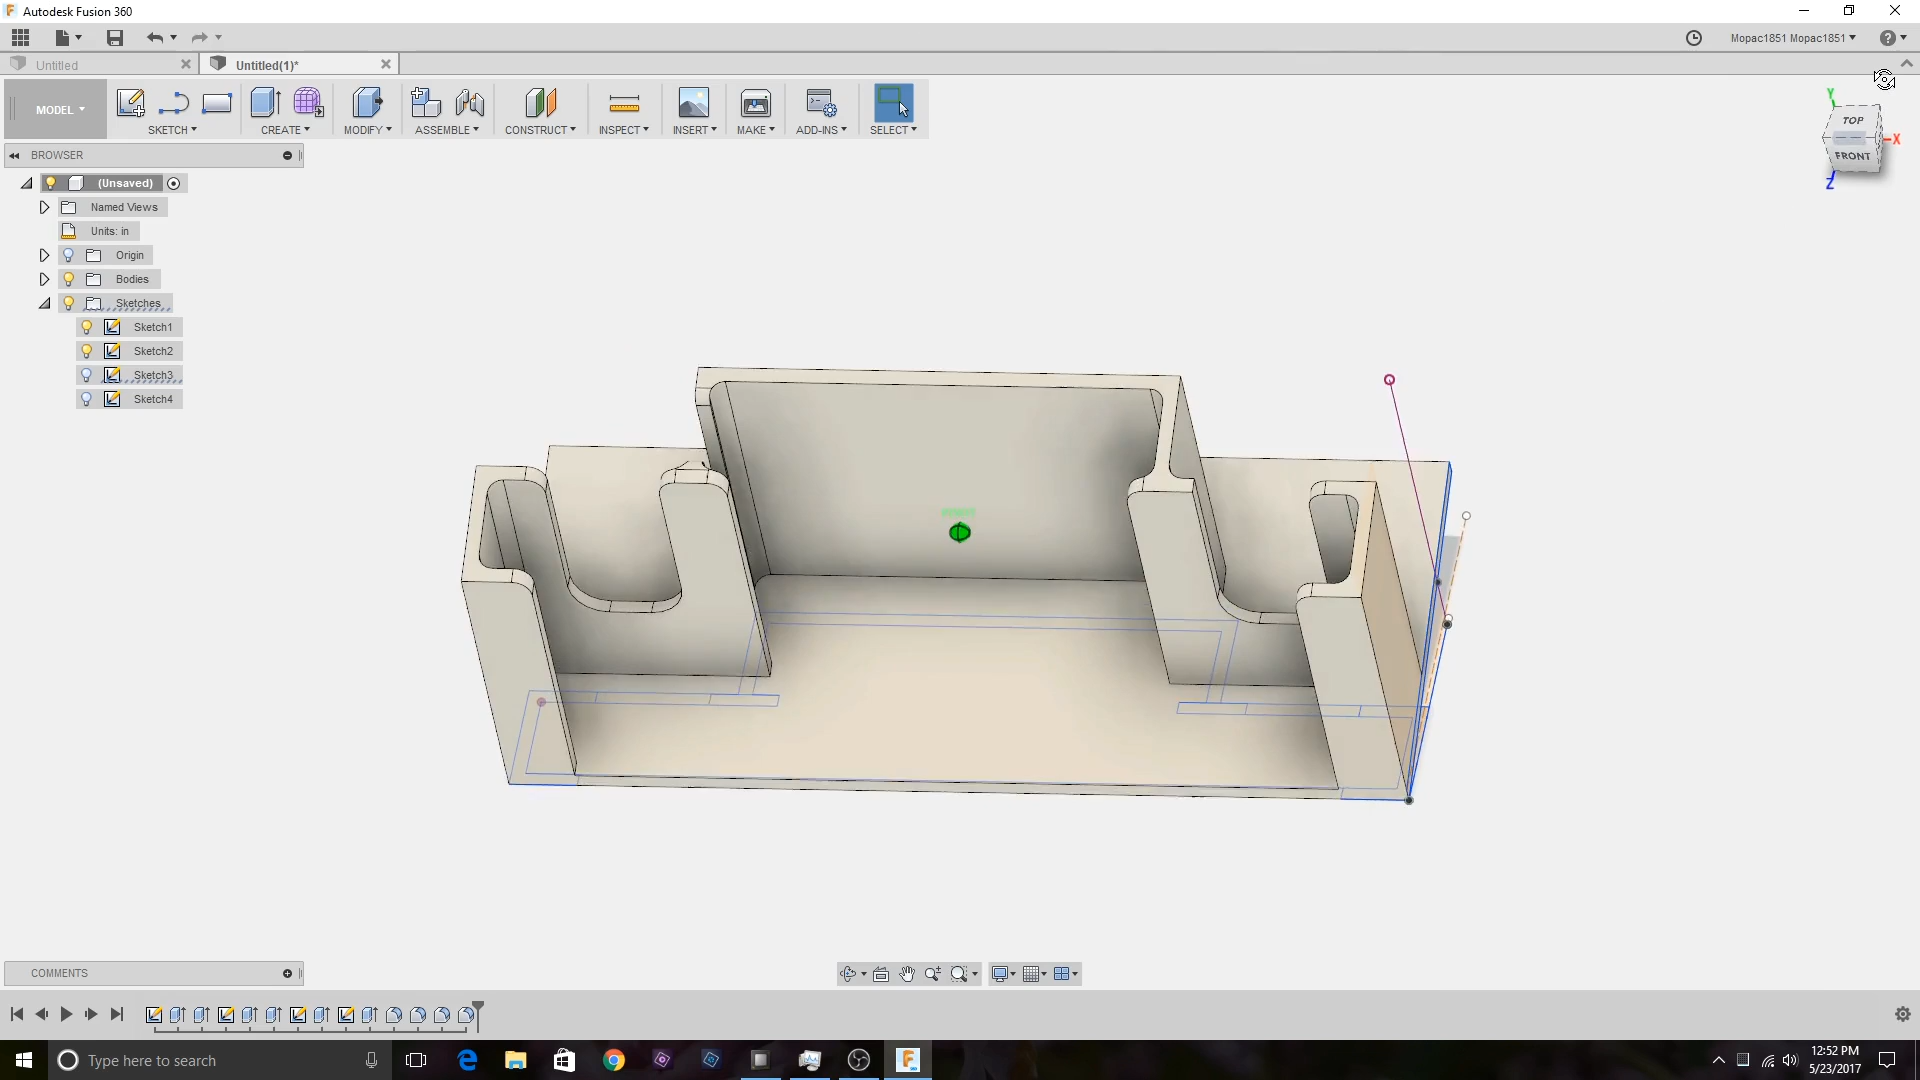 Autodesk Fusion 360
Mopac1851 Mopac1851
Untitled
Untitled(1)*
MODEL
SKETCH
CREATE
MODIFY
ASSEMBLE
CONSTRUCT
INSPECT
INSERT
MAKE
ADD-INS
SELECT
BROWSER
(Unsaved)
Named Views
Units: in
Origin
Bodies
Sketches
Sketch1
Sketch2
Sketch3
Sketch4
Y
TOP
X
FRONT
Z
COMMENTS
Type here to search
12:52 PM
5/23/2017